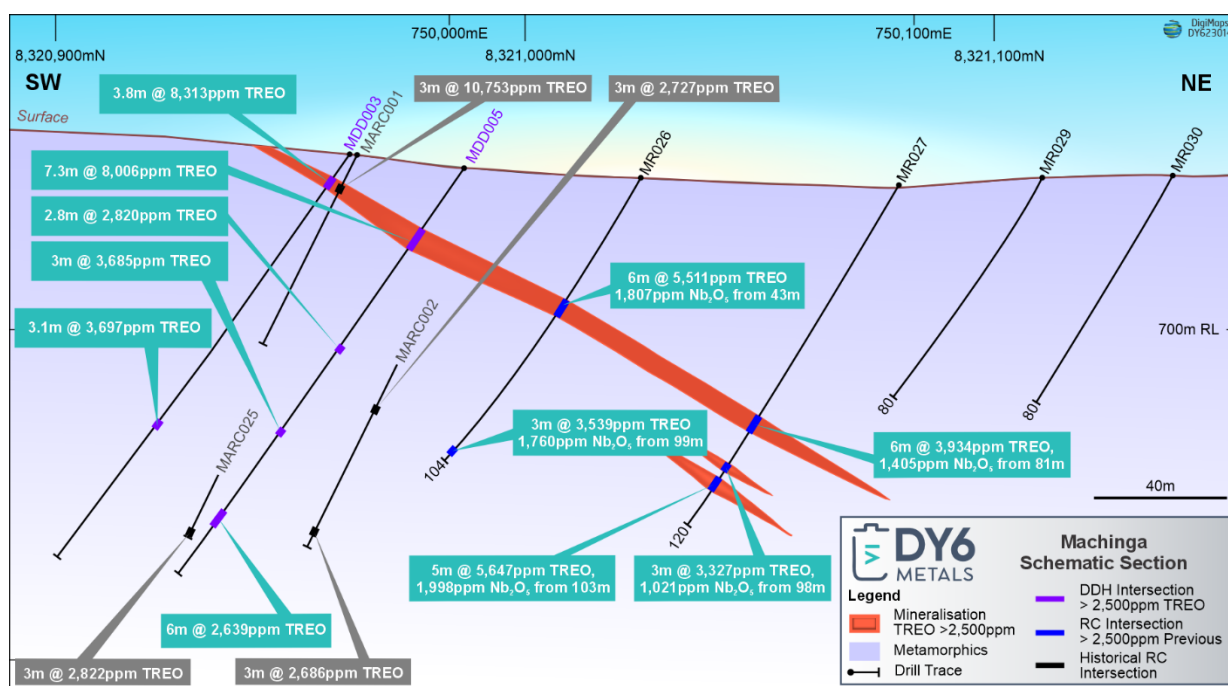 DigiMaps
DY623014
750,000mE
750,100mE
8,320,900mN
8,321,000mN
8,321,100mN
SW
NE
3.8m @ 8,313ppm TREO
3m @ 10,753ppm TREO
3m @ 2,727ppm TREO
Surface
MDD003
MARC001
MDD005
MR026
MR027
MR029
MR030
7.3m @ 8,006ppm TREO
2.8m @ 2,820ppm TREO
3m @ 3,685ppm TREO
3.1m @ 3,697ppm TREO
6m @ 5,511ppm TREO
1,807ppm Nb₂O₅ from 43m
700m RL
MARC002
MARC025
80
80
3m @ 3,539ppm TREO
1,760ppm Nb₂O₅ from 99m
104
6m @ 3,934ppm TREO,
1,405ppm Nb₂O₅ from 81m
40m
120
5m @ 5,647ppm TREO,
1,998ppm Nb₂O₅ from 103m
3m @ 3,327ppm TREO,
1,021ppm Nb₂O₅ from 98m
6m @ 2,639ppm TREO
3m @ 2,822ppm TREO
3m @ 2,686ppm TREO
DY6
METALS
Machinga
Schematic Section
Legend
Mineralisation
TREO >2,500ppm
Metamorphics
Drill Trace
DDH Intersection
> 2,500ppm TREO
RC Intersection
> 2,500ppm Previous
Historical RC
Intersection